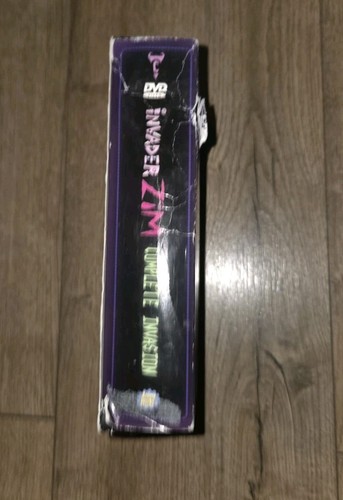 DVD
INVADER ZIM
COMPLETE INVASION